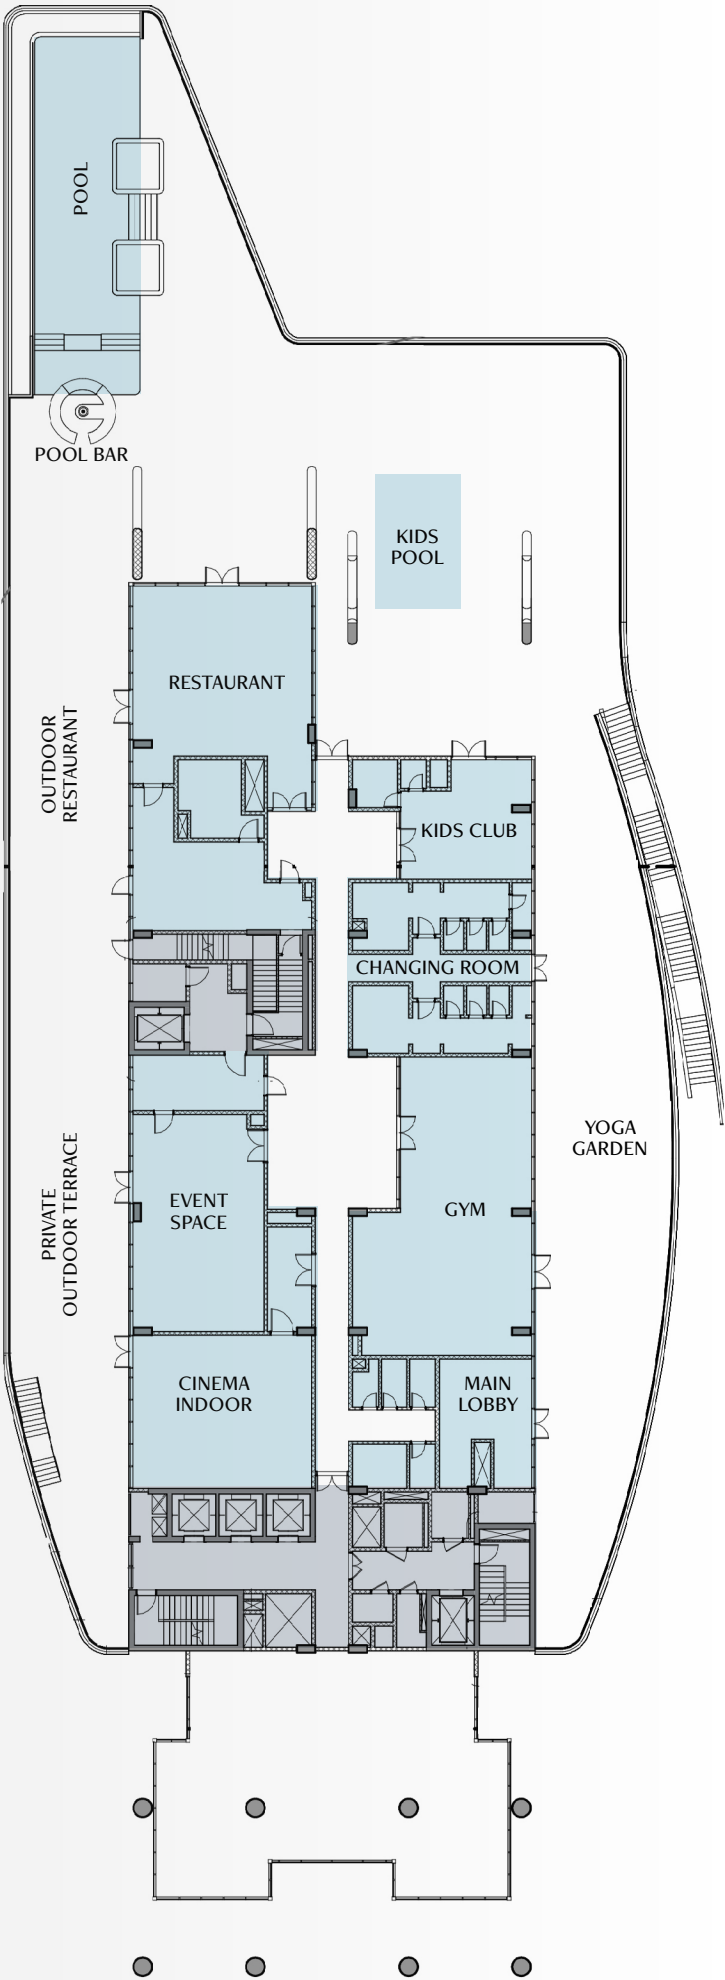 POOL
POOL BAR
KIDS
POOL
RESTAURANT
OUTDOOR
RESTAURANT
KIDS CLUB
CHANGING ROOM
YOGA
GARDEN
PRIVATE
OUTDOOR TERRACE
EVENT
SPACE
GYM
CINEMA
INDOOR
MAIN
LOBBY